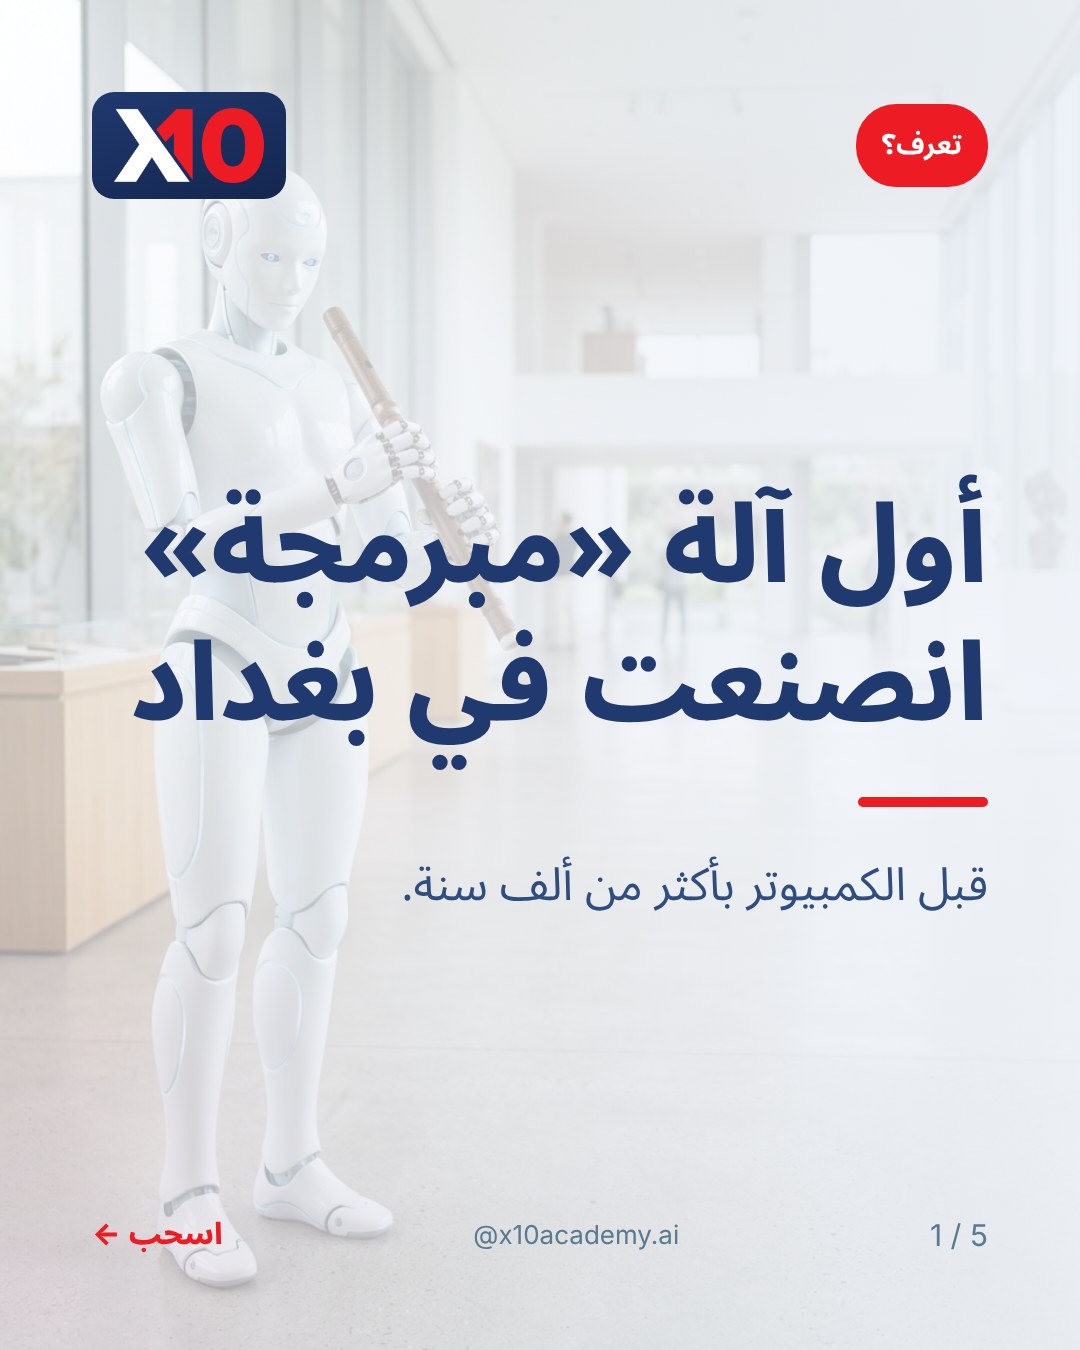 X10
تعرف؟
أول آلة «مبرمجة»
انصنعت في بغداد
قبل الكمبيوتر بأكثر من ألف سنة.
1 / 5
@x10academy.ai
اسحب ←